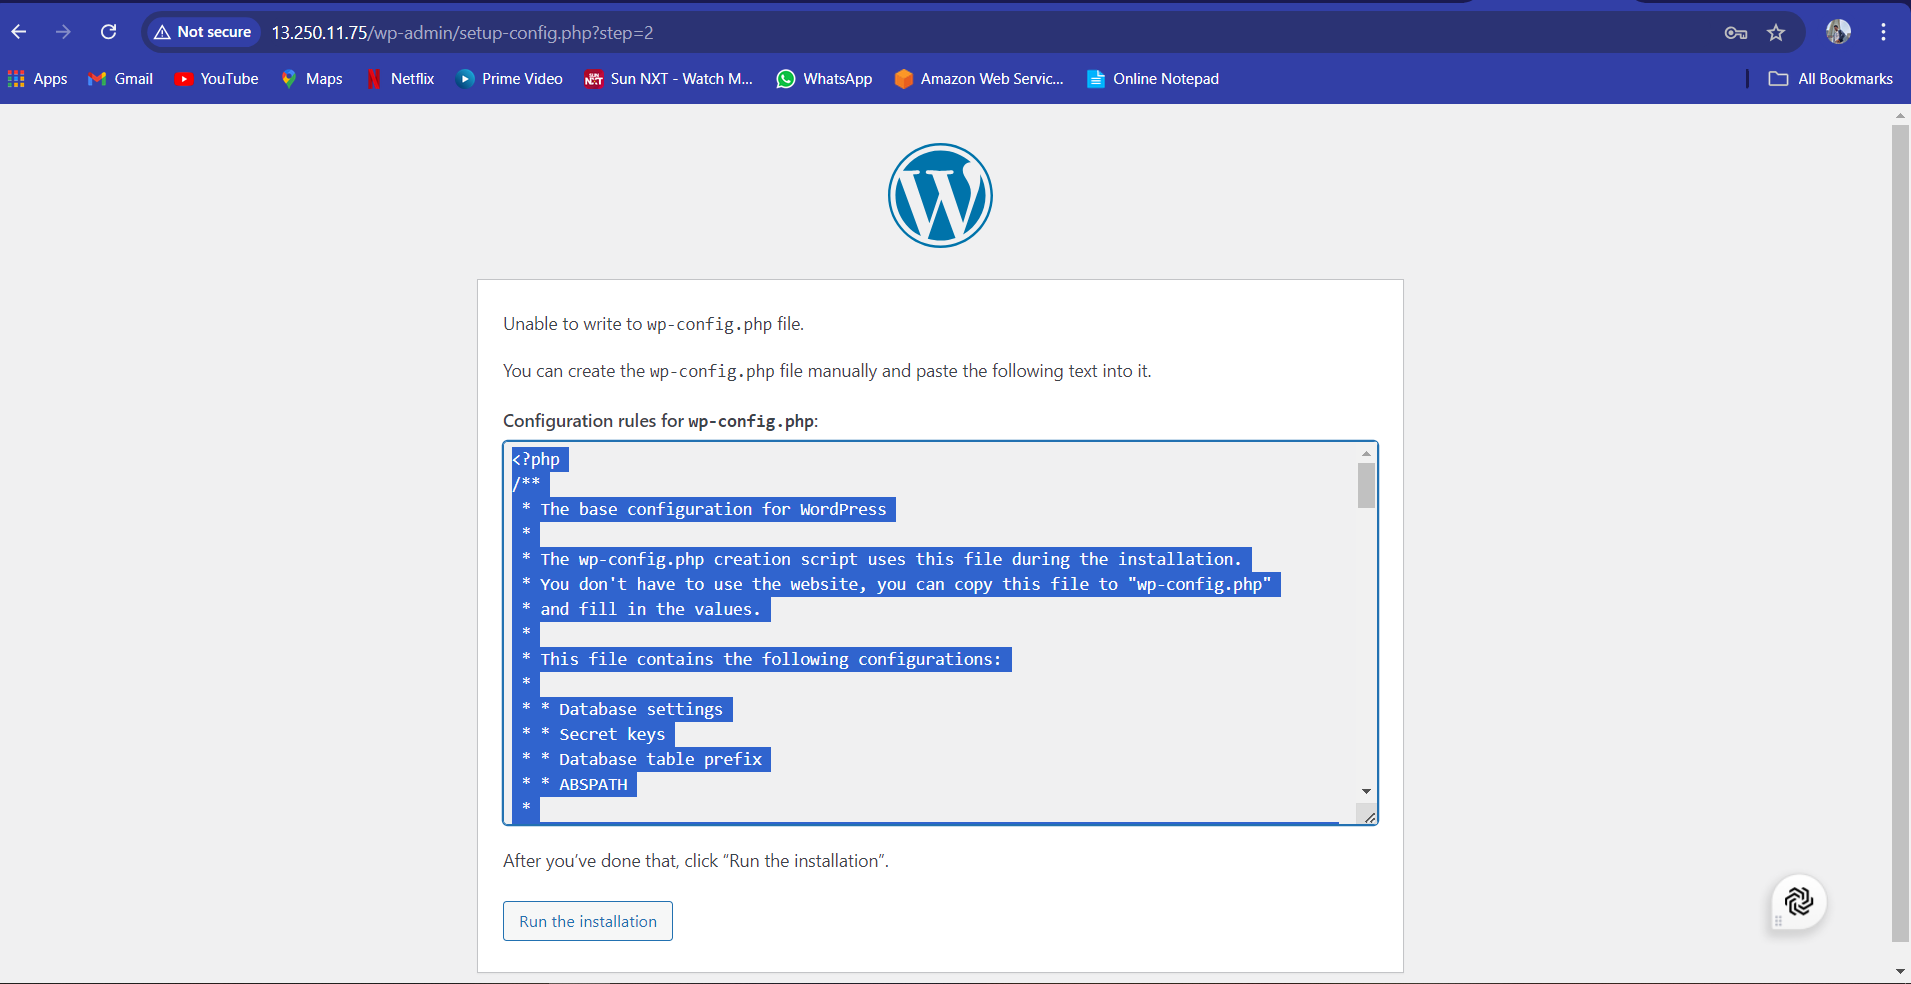 Not secure
13.250.11.75/wp-admin/setup-config.php?step=2
Apps
Gmail
YouTube
Maps
Netflix
Prime Video
SUN NXT
Sun NXT - Watch M...
WhatsApp
Amazon Web Servic...
Online Notepad
All Bookmarks
W
Unable to write to wp-config.php file.
You can create the wp-config.php file manually and paste the following text into it.
Configuration rules for wp-config.php:
<?php
/**
* The base configuration for WordPress
*
* The wp-config.php creation script uses this file during the installation.
* You don't have to use the website, you can copy this file to "wp-config.php"
* and fill in the values.
*
* This file contains the following configurations:
*
* * Database settings
* * Secret keys
* * Database table prefix
* * ABSPATH
*
After you’ve done that, click “Run the installation”.
Run the installation